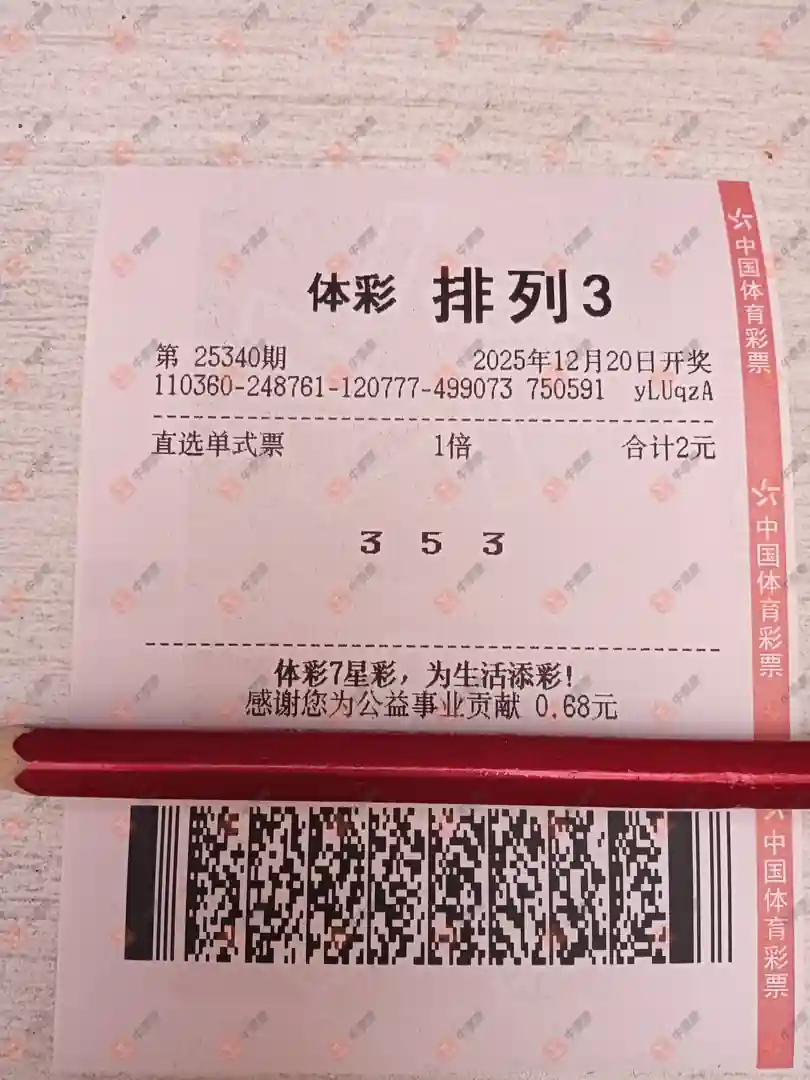 体彩 排列3
第 25340期 2025年12月20日开奖
110360-248761-120777-499073 750591 yLUqzA
直选单式票 1倍 合计2元
3 5 3
体彩7星彩，为生活添彩！
感谢您为公益事业贡献 0.68元
中国体育彩票
中国体育彩票
中国体育彩票